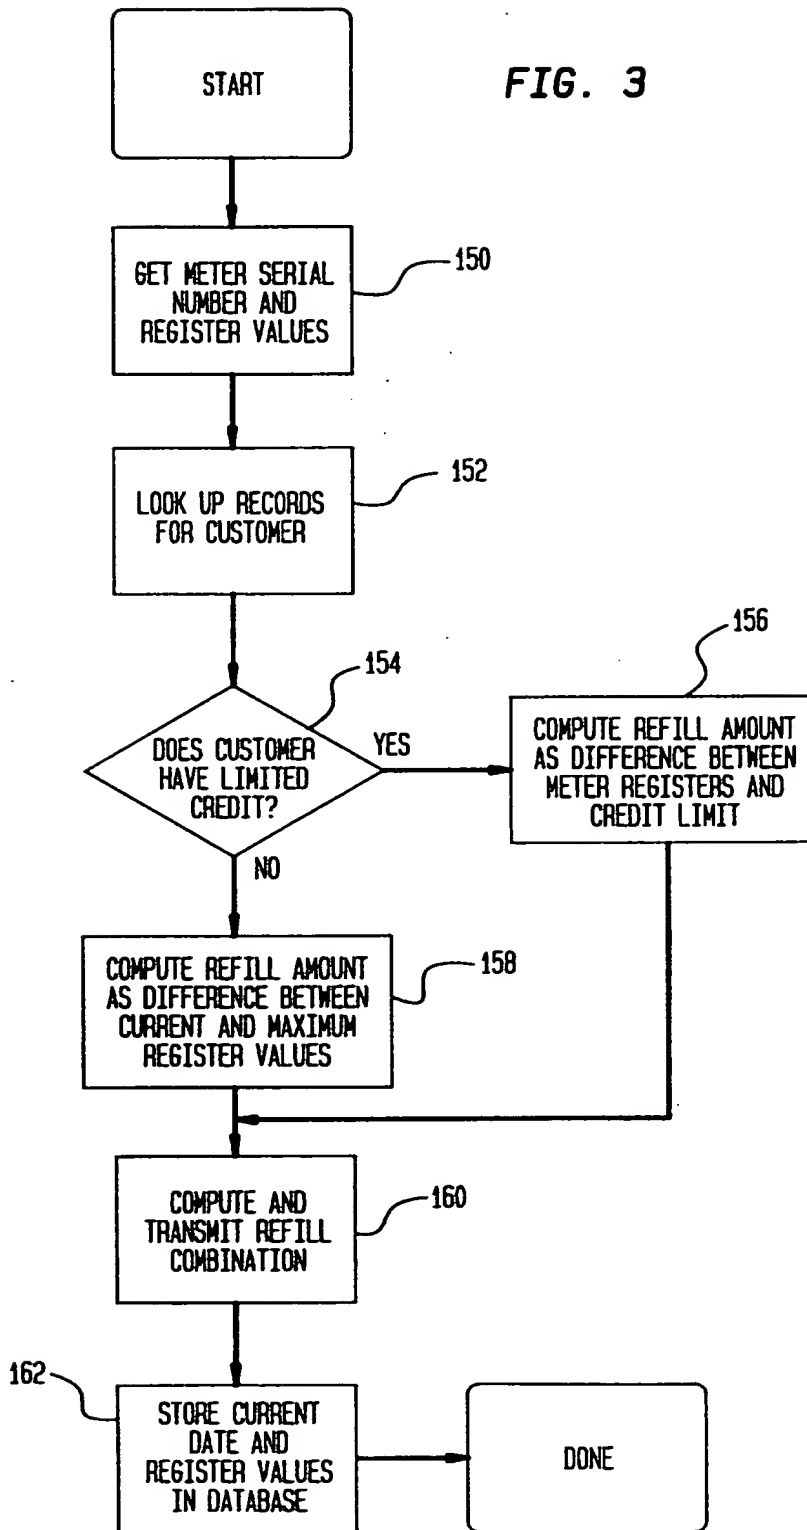 START
FIG. 3
GET METER SERIAL
NUMBER AND
REGISTER VALUES
150
LOOK UP RECORDS
FOR CUSTOMER
152
DOES CUSTOMER
HAVE LIMITED
CREDIT?
154
YES
NO
COMPUTE REFILL AMOUNT
AS DIFFERENCE BETWEEN
METER REGISTERS AND
CREDIT LIMIT
156
COMPUTE REFILL AMOUNT
AS DIFFERENCE BETWEEN
CURRENT AND MAXIMUM
REGISTER VALUES
158
COMPUTE AND
TRANSMIT REFILL
COMBINATION
160
162
STORE CURRENT
DATE AND
REGISTER VALUES
IN DATABASE
DONE